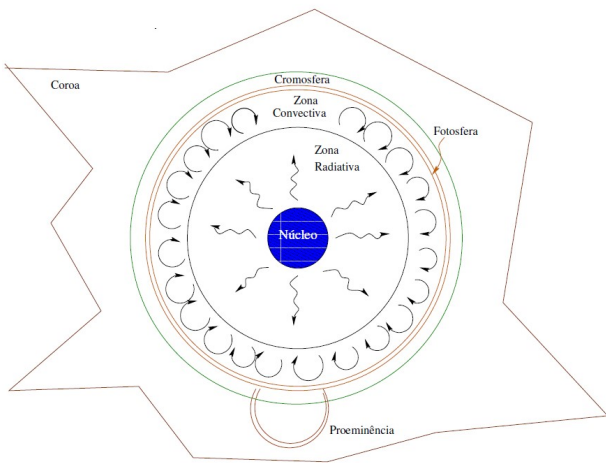 Cromosfera
Coroa
Zona
Convectiva
Fotosfera
Zona
Radiativa
Núcleo
Proeminência